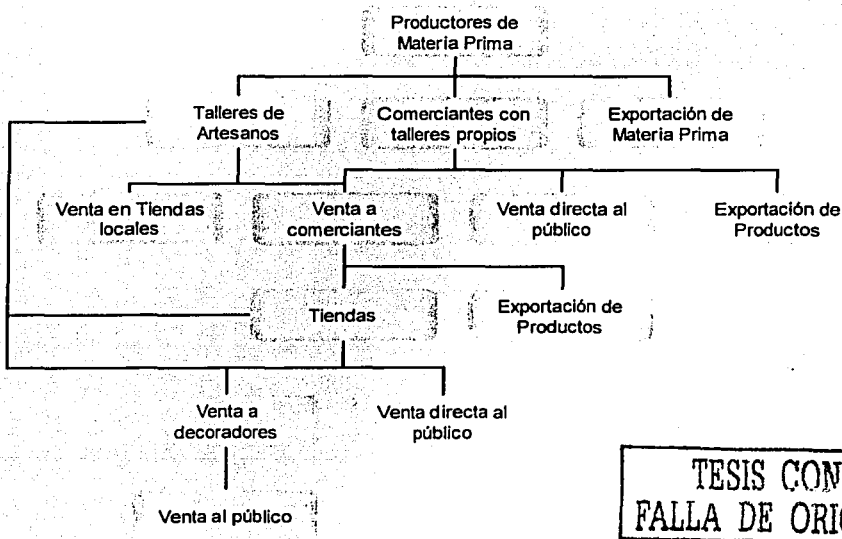 Productores de
Materia Prima
Talleres de
Artesanos
Comerciantes con
talleres propios
Exportación de
Materia Prima
Venta en Tiendas
locales
Venta a
comerciantes
Venta directa al
público
Exportación de
Productos
Tiendas
Exportación de
Productos
Venta a
decoradores
Venta directa al
público
Venta al público
TESIS CON
FALLA DE